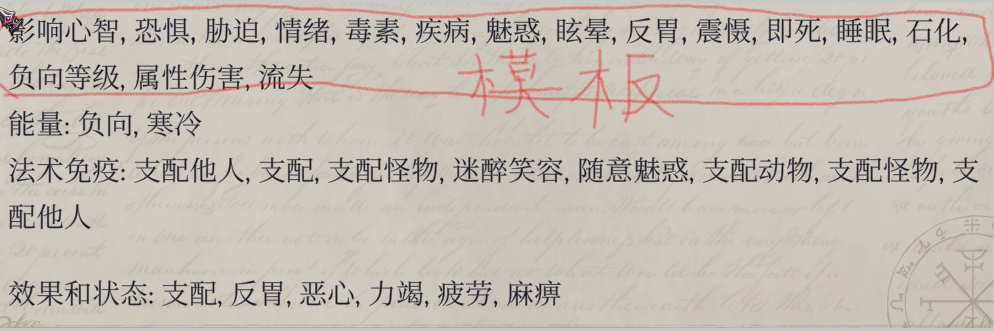 影响心智, 恐惧, 胁迫, 情绪, 毒素, 疾病, 魅惑, 眩晕, 反胃, 震慑, 即死, 睡眠, 石化,
负向等级, 属性伤害, 流失
模板
能量: 负向, 寒冷
法术免疫: 支配他人, 支配, 支配怪物, 迷醉笑容, 随意魅惑, 支配动物, 支配怪物, 支
配他人
效果和状态: 支配, 反胃, 恶心, 力竭, 疲劳, 麻痹